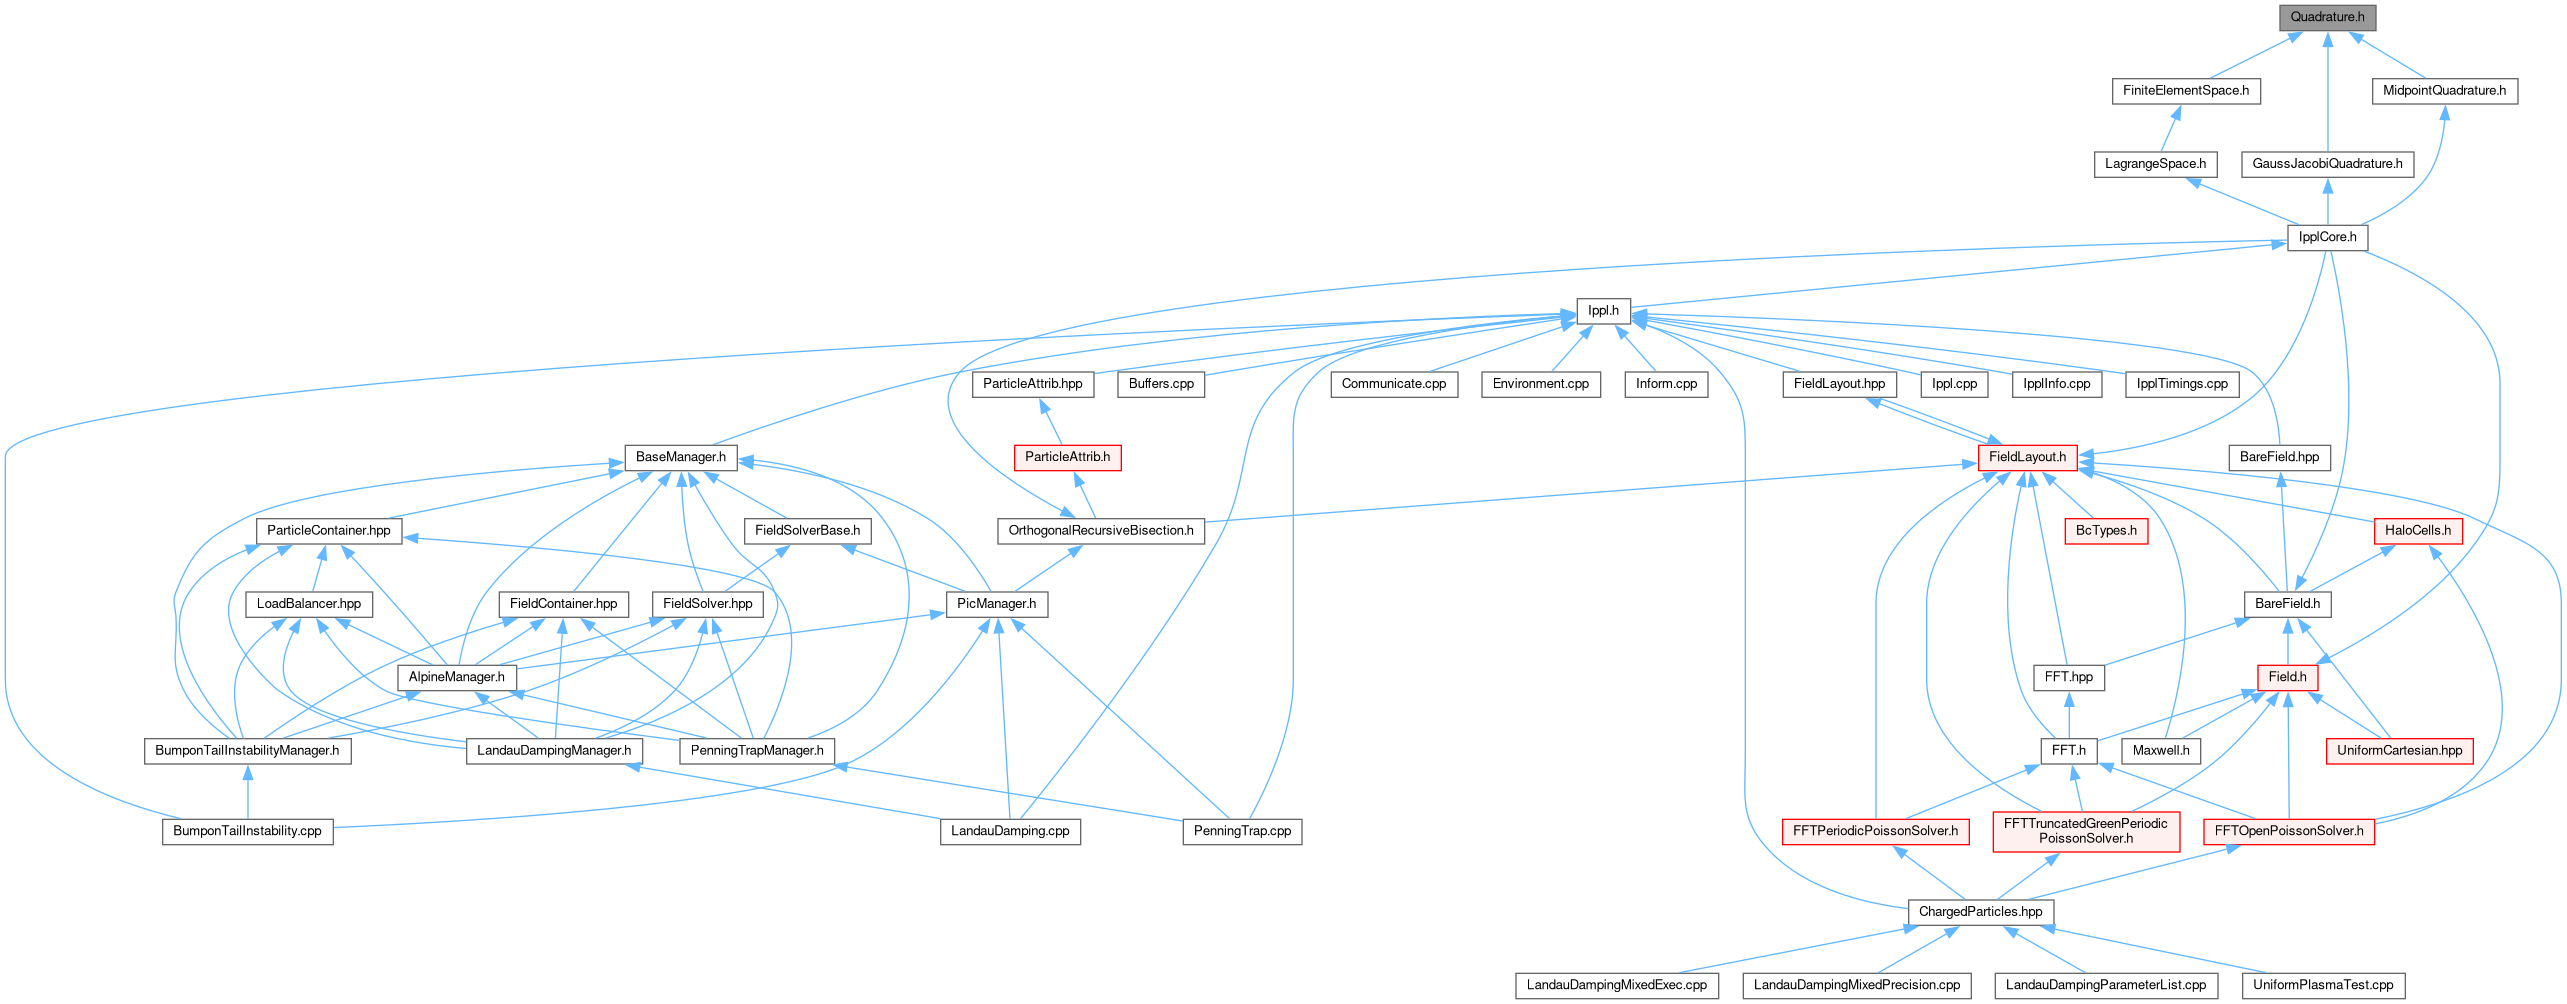 Quadrature.h
FiniteElementSpace.h
MidpointQuadrature.h
LagrangeSpace.h
GaussJacobiQuadrature.h
IpplCore.h
Ippl.h
ParticleAttrib.hpp
Buffers.cpp
Communicate.cpp
Environment.cpp
Inform.cpp
FieldLayout.hpp
Ippl.cpp
IpplInfo.cpp
IpplTimings.cpp
BaseManager.h
ParticleAttrib.h
FieldLayout.h
BareField.hpp
ParticleContainer.hpp
FieldSolverBase.h
OrthogonalRecursiveBisection.h
BcTypes.h
HaloCells.h
LoadBalancer.hpp
FieldContainer.hpp
FieldSolver.hpp
PicManager.h
BareField.h
AlpineManager.h
FFT.hpp
Field.h
BumponTailInstabilityManager.h
LandauDampingManager.h
PenningTrapManager.h
FFT.h
Maxwell.h
UniformCartesian.hpp
BumponTailInstability.cpp
LandauDamping.cpp
PenningTrap.cpp
FFTPeriodicPoissonSolver.h
FFTTruncatedGreenPeriodic
PoissonSolver.h
FFTOpenPoissonSolver.h
ChargedParticles.hpp
LandauDampingMixedExec.cpp
LandauDampingMixedPrecision.cpp
LandauDampingParameterList.cpp
UniformPlasmaTest.cpp